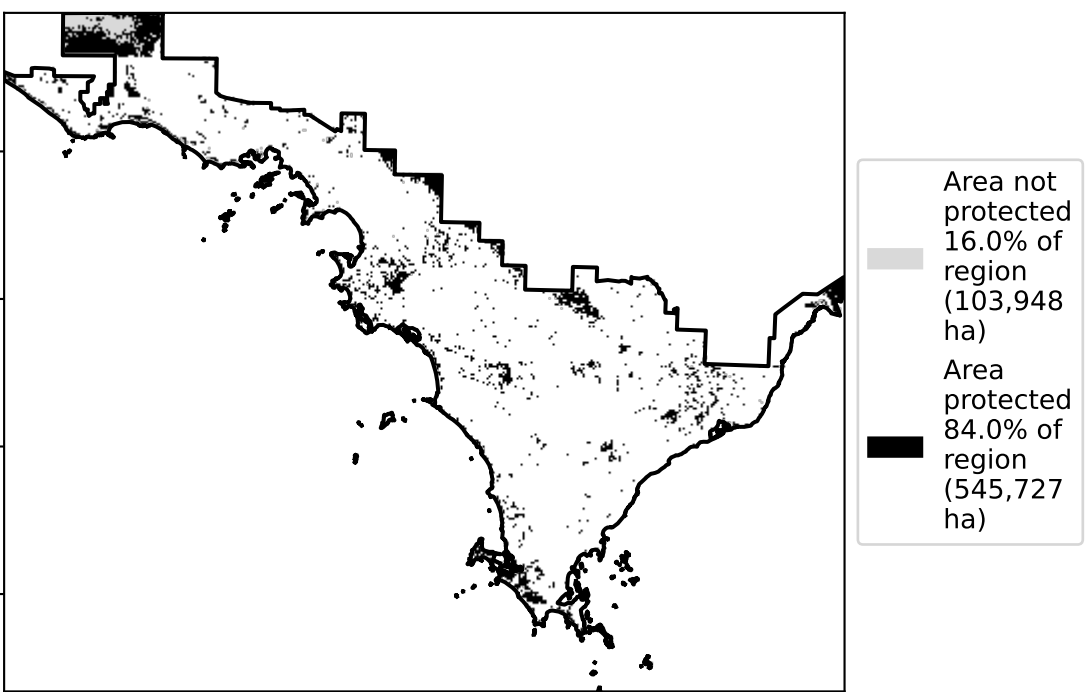 Area not
protected
16.0% of
region
(103,948
ha)
Area
protected
84.0% of
region
(545,727
ha)